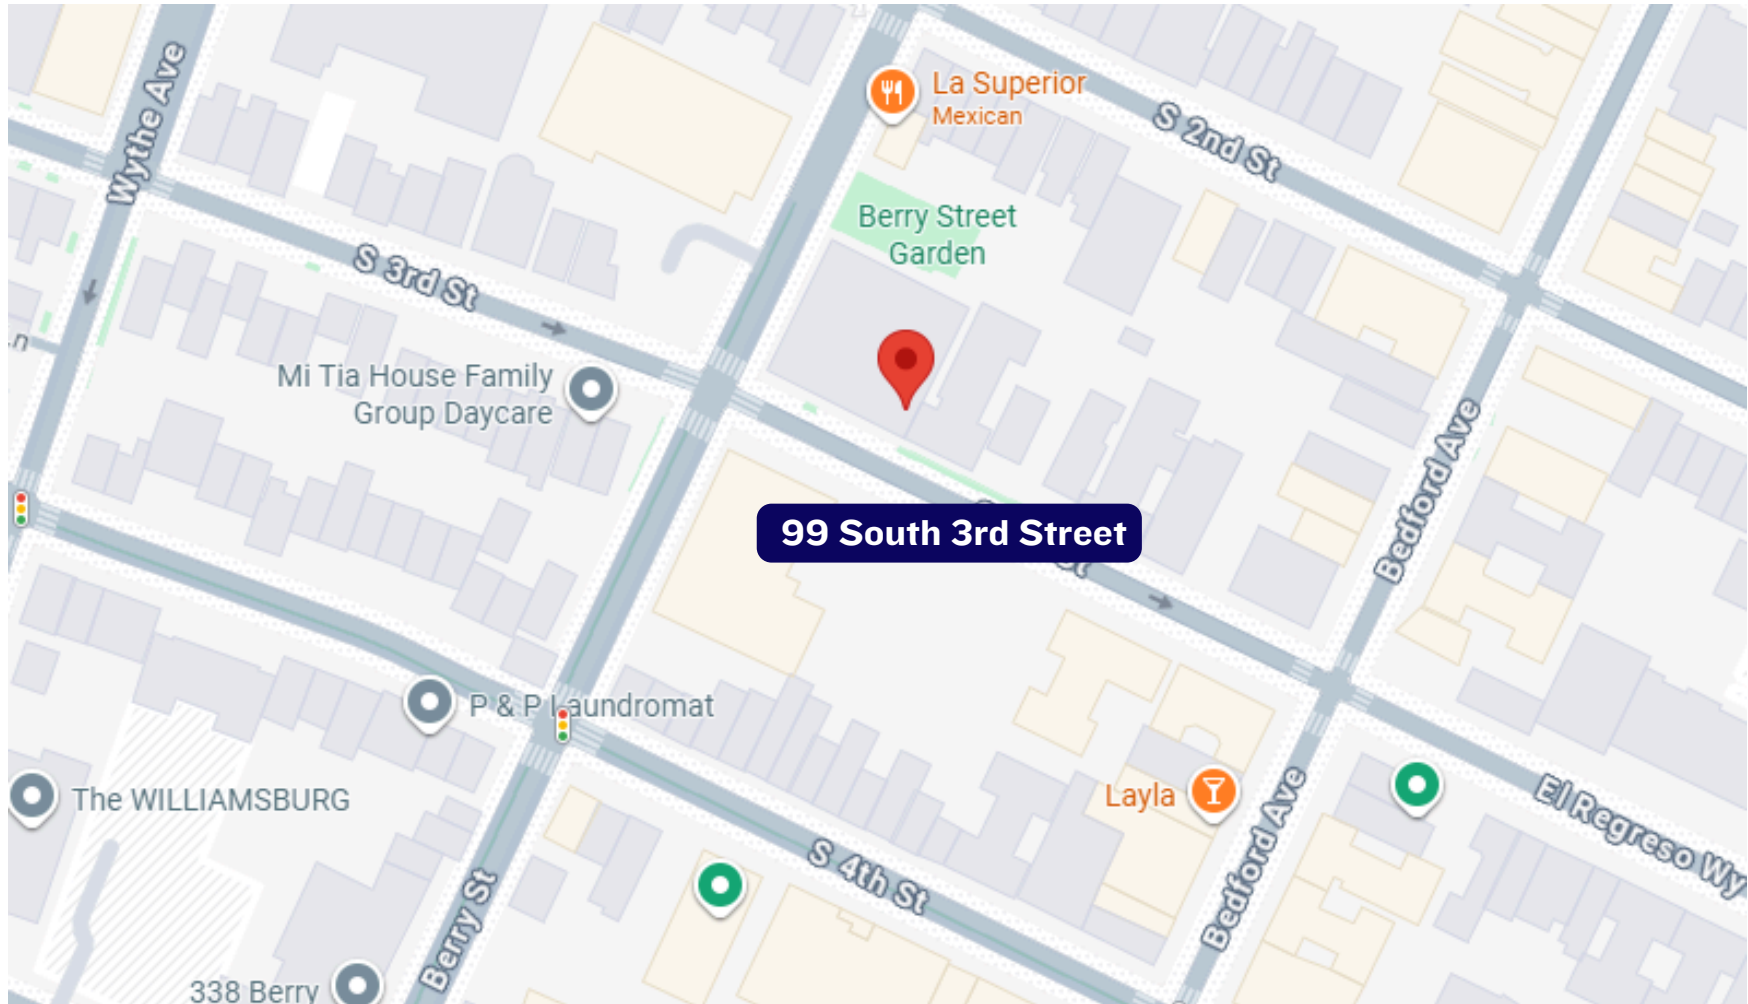 Wythe Ave
La Superior
Mexican
S 2nd St
Berry Street
Garden
S 3rd St
Mi Tia House Family
Group Daycare
Bedford Ave
99 South 3rd Street
St
P & P Laundromat
The WILLIAMSBURG
Layla
El Regreso Wy
S 4th St
Bedford Ave
Berry St
338 Berry